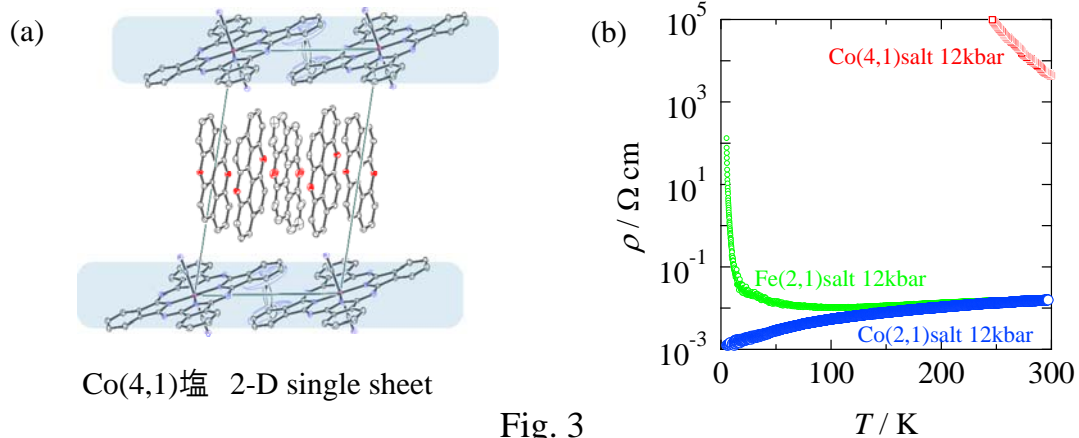 (a)
Co(4,1)塩 2-D single sheet
(b)
ρ / Ω cm
10^5
10^3
10^1
10^-1
10^-3
Co(4,1)salt 12kbar
Fe(2,1)salt 12kbar
Co(2,1)salt 12kbar
0 100 200 300
T / K
Fig. 3